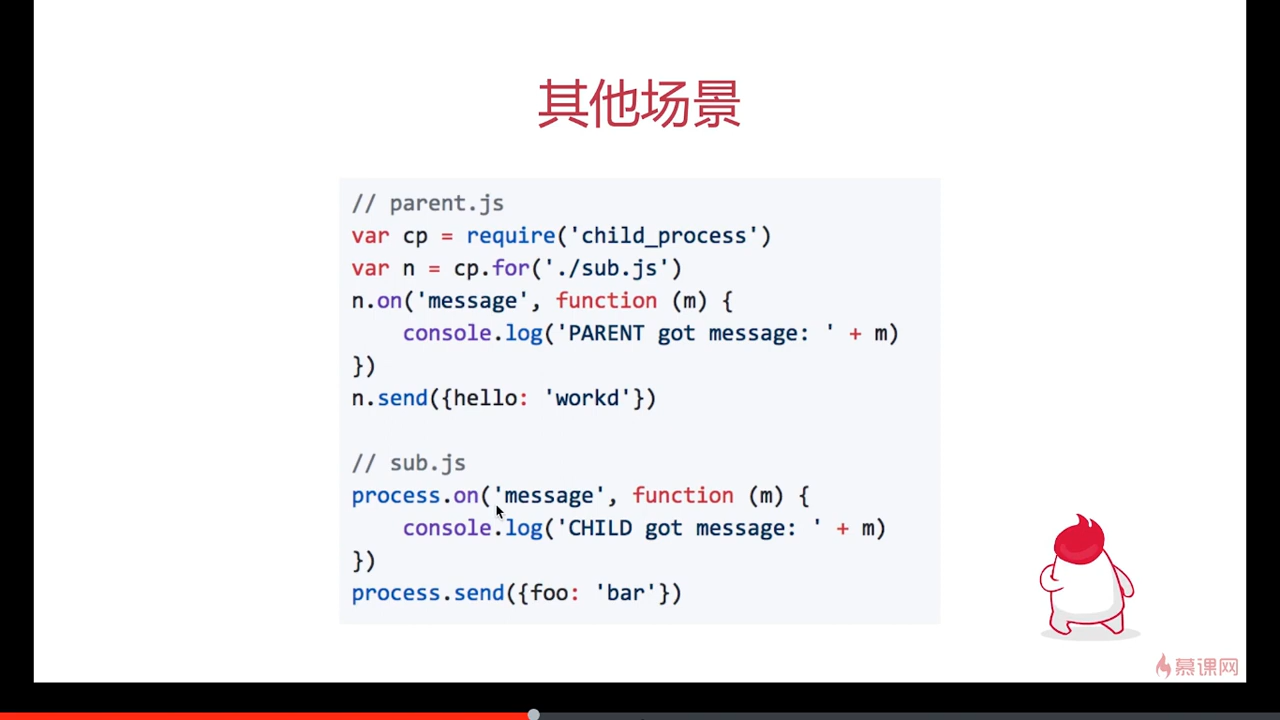 其他场景
// parent.js
var cp = require('child_process')
var n = cp.for('./sub.js')
n.on('message', function (m) {
    console.log('PARENT got message: ' + m)
})
n.send({hello: 'workd'})
// sub.js
process.on('message', function (m) {
    console.log('CHILD got message: ' + m)
})
process.send({foo: 'bar'})
慕课网